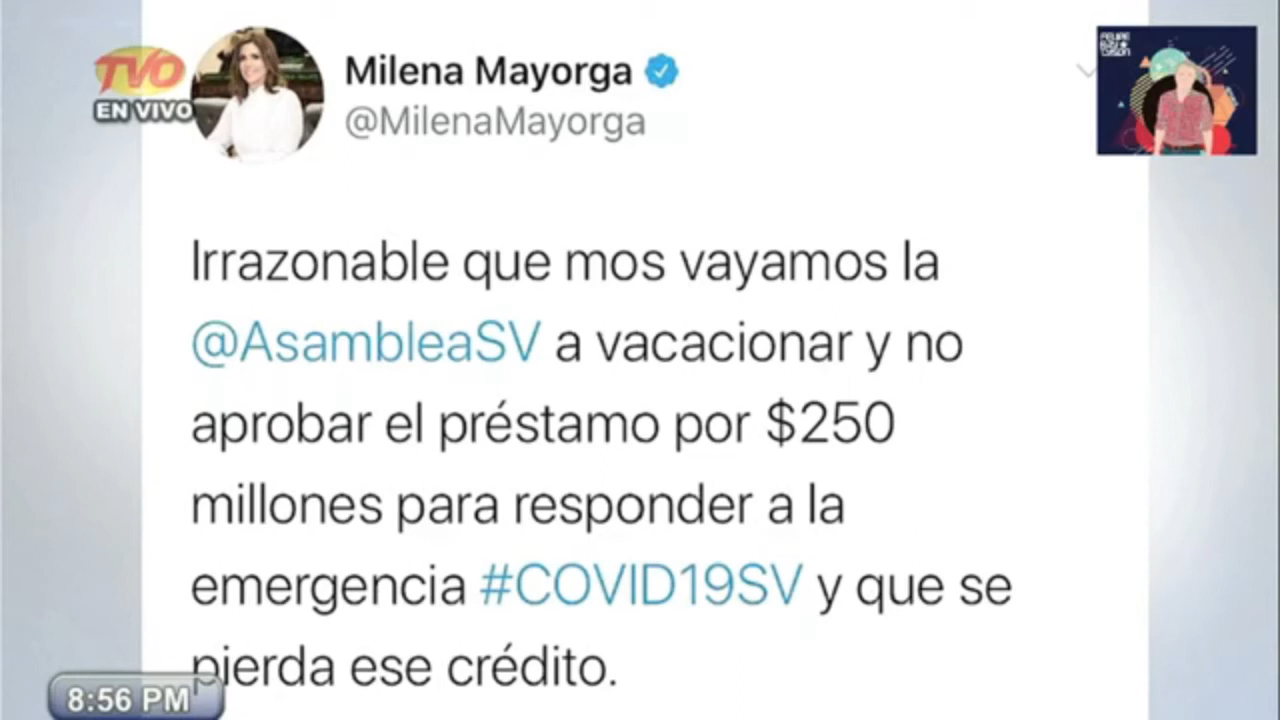 TVO
EN VIVO
Milena Mayorga
@MilenaMayorga
Irrazonable que mos vayamos la
@AsambleaSV a vacacionar y no
aprobar el préstamo por $250
millones para responder a la
emergencia #COVID19SV y que se
pierda ese crédito.
8:56 PM